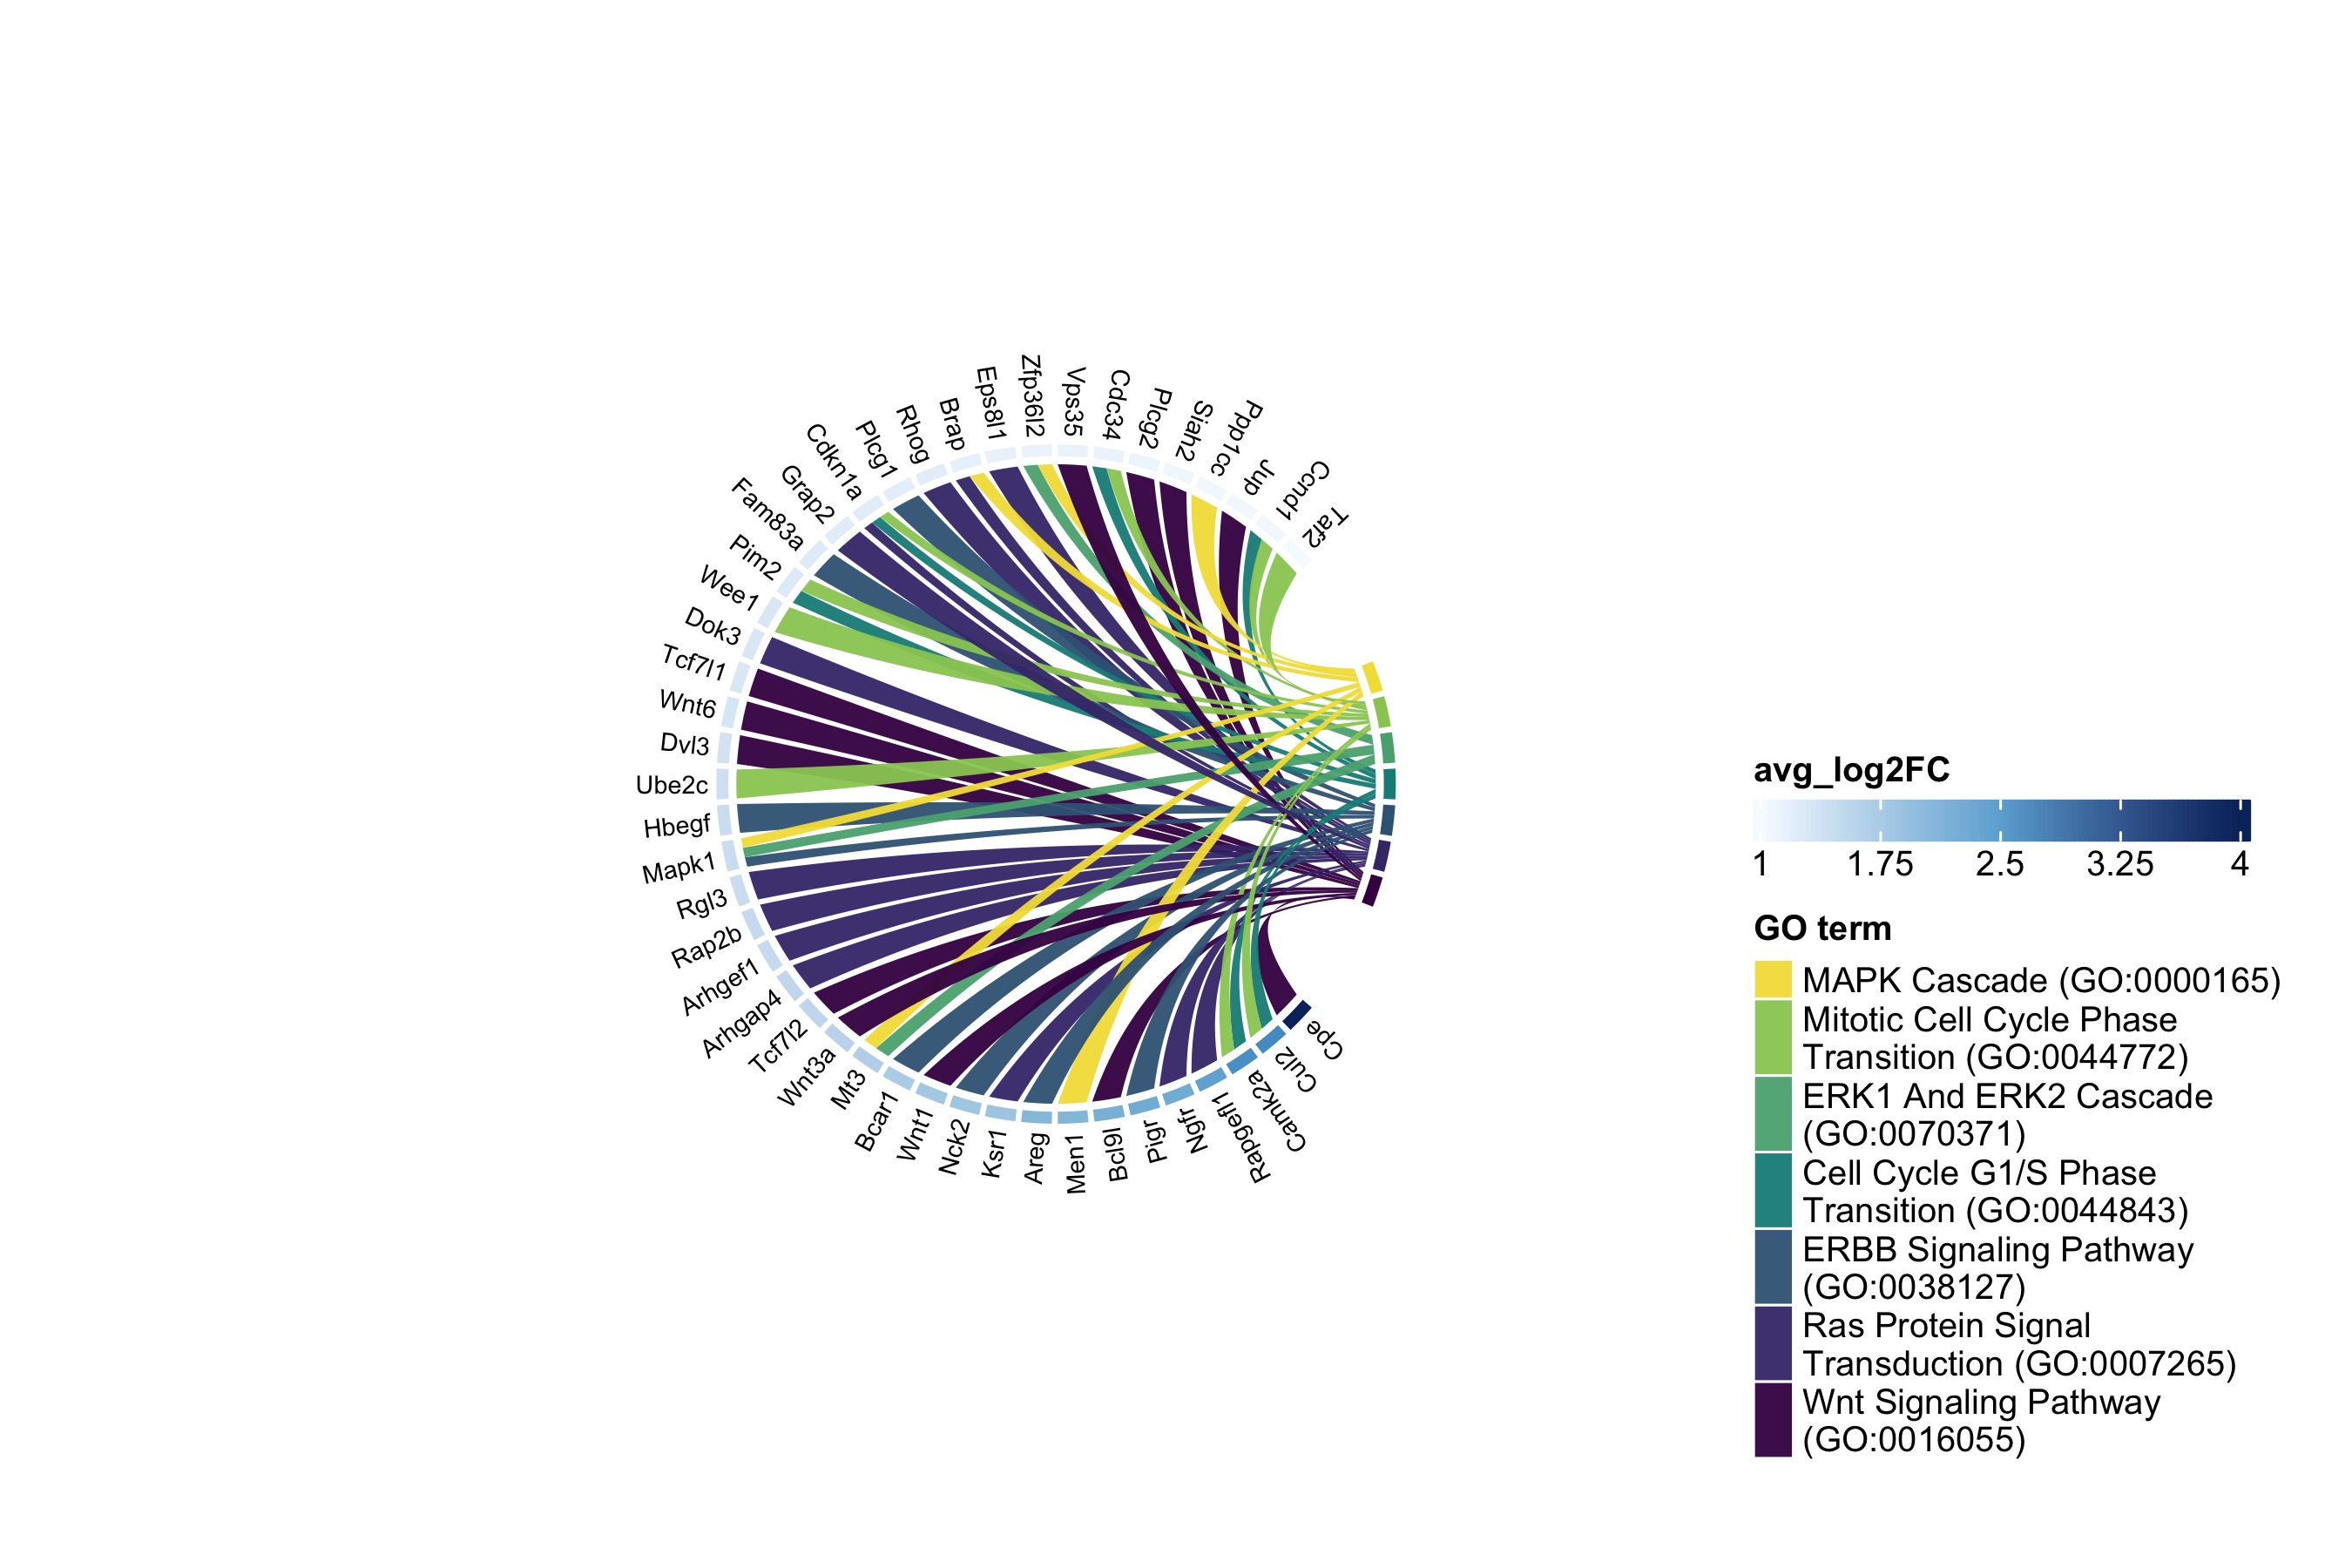 Zfp36l2
Vps35
Cdc34
Plcg2
Siah2
Ppp1cc
Jup
Ccnd1
Taf2
Eps8l1
Brap
Rhog
Plcg1
Cdkn1a
Grap2
Fam83a
Pim2
Wee1
Dok3
Tcf7l1
Wnt6
Dvl3
Ube2c
Hbegf
Mapk1
Rgl3
Rap2b
Arhgef1
Arhgap4
Tcf7l2
Wnt3a
Mt3
Bcar1
Wnt1
Nck2
Ksr1
Areg
Men1
Bcl9l
Pigr
Ngfr
Rapgefl1
Camk2a
Cul2
Cpe
avg_log2FC
1 1.75 2.5 3.25 4
GO term
MAPK Cascade (GO:0000165)
Mitotic Cell Cycle Phase
Transition (GO:0044772)
ERK1 And ERK2 Cascade
(GO:0070371)
Cell Cycle G1/S Phase
Transition (GO:0044843)
ERBB Signaling Pathway
(GO:0038127)
Ras Protein Signal
Transduction (GO:0007265)
Wnt Signaling Pathway
(GO:0016055)